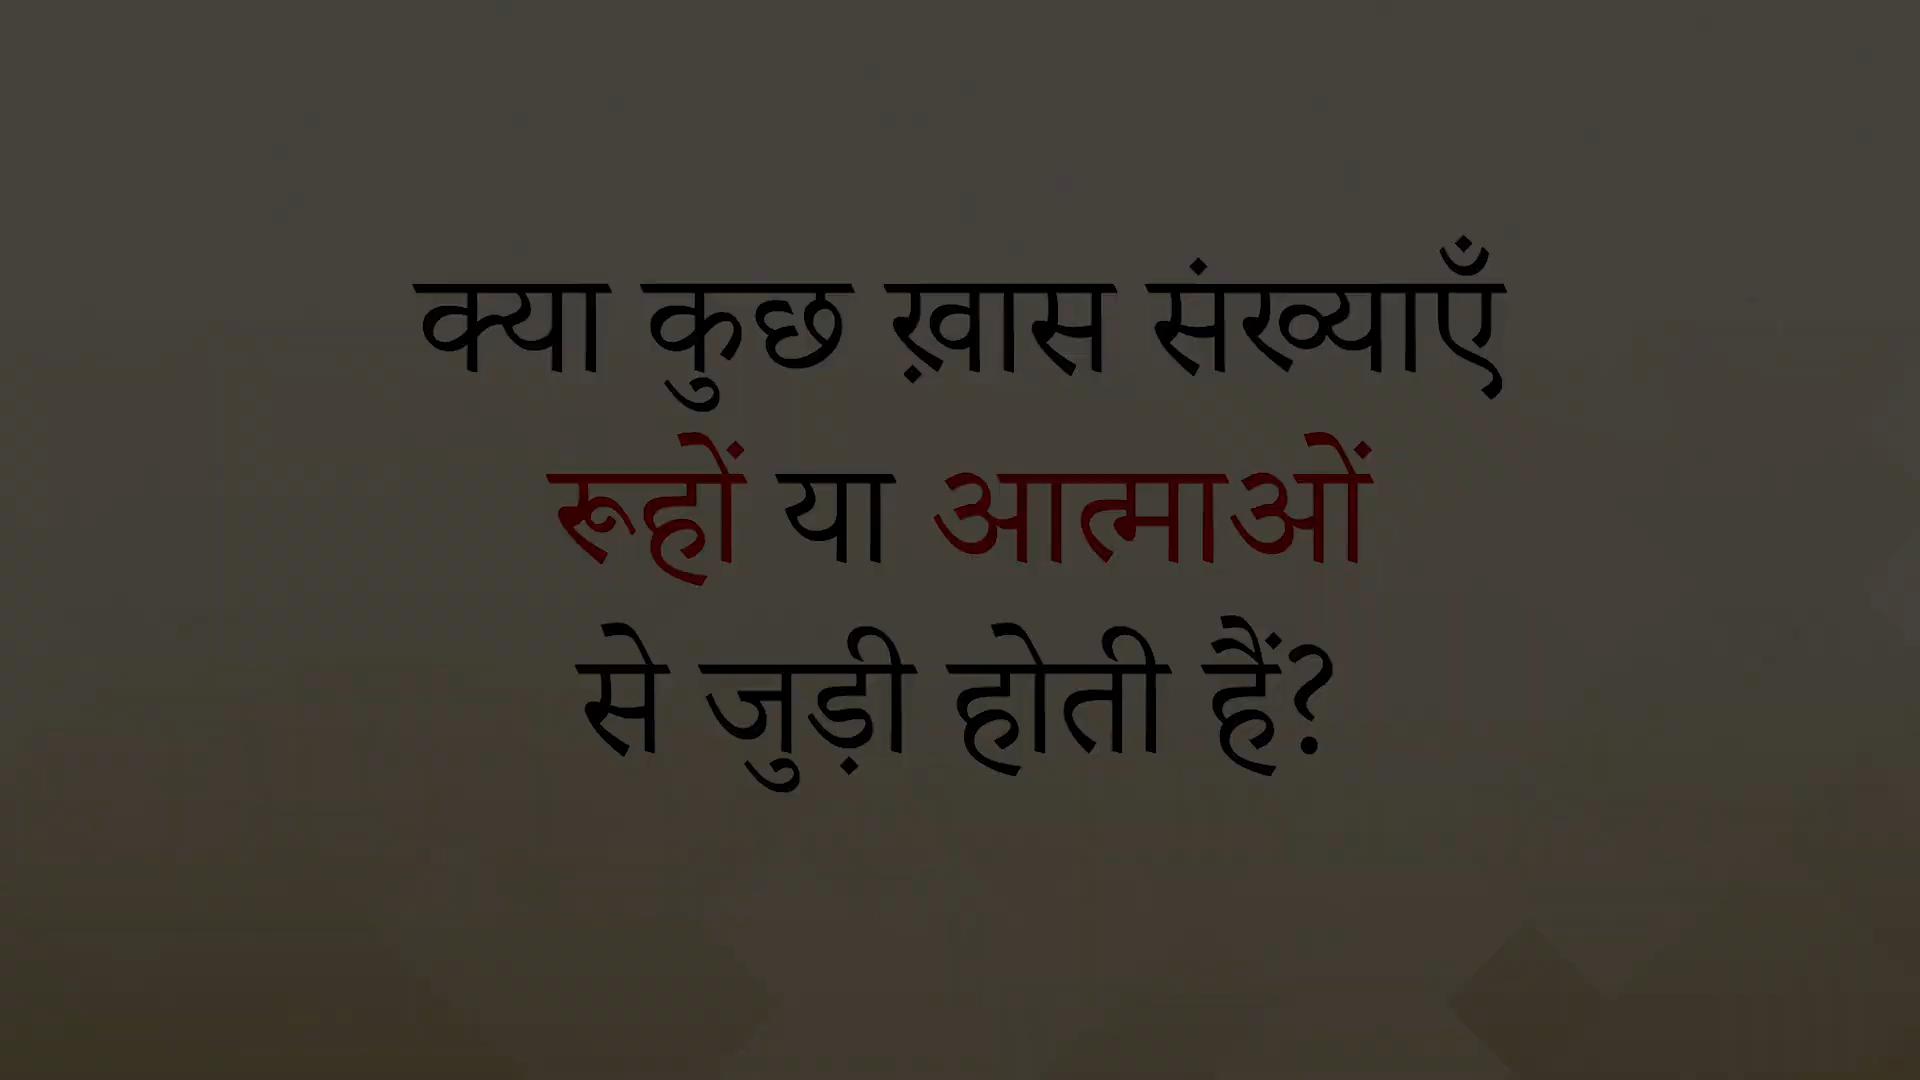 क्या कुछ ख़ास संख्याएँ
रूहों या आत्माओं
से जुड़ी होती हैं?